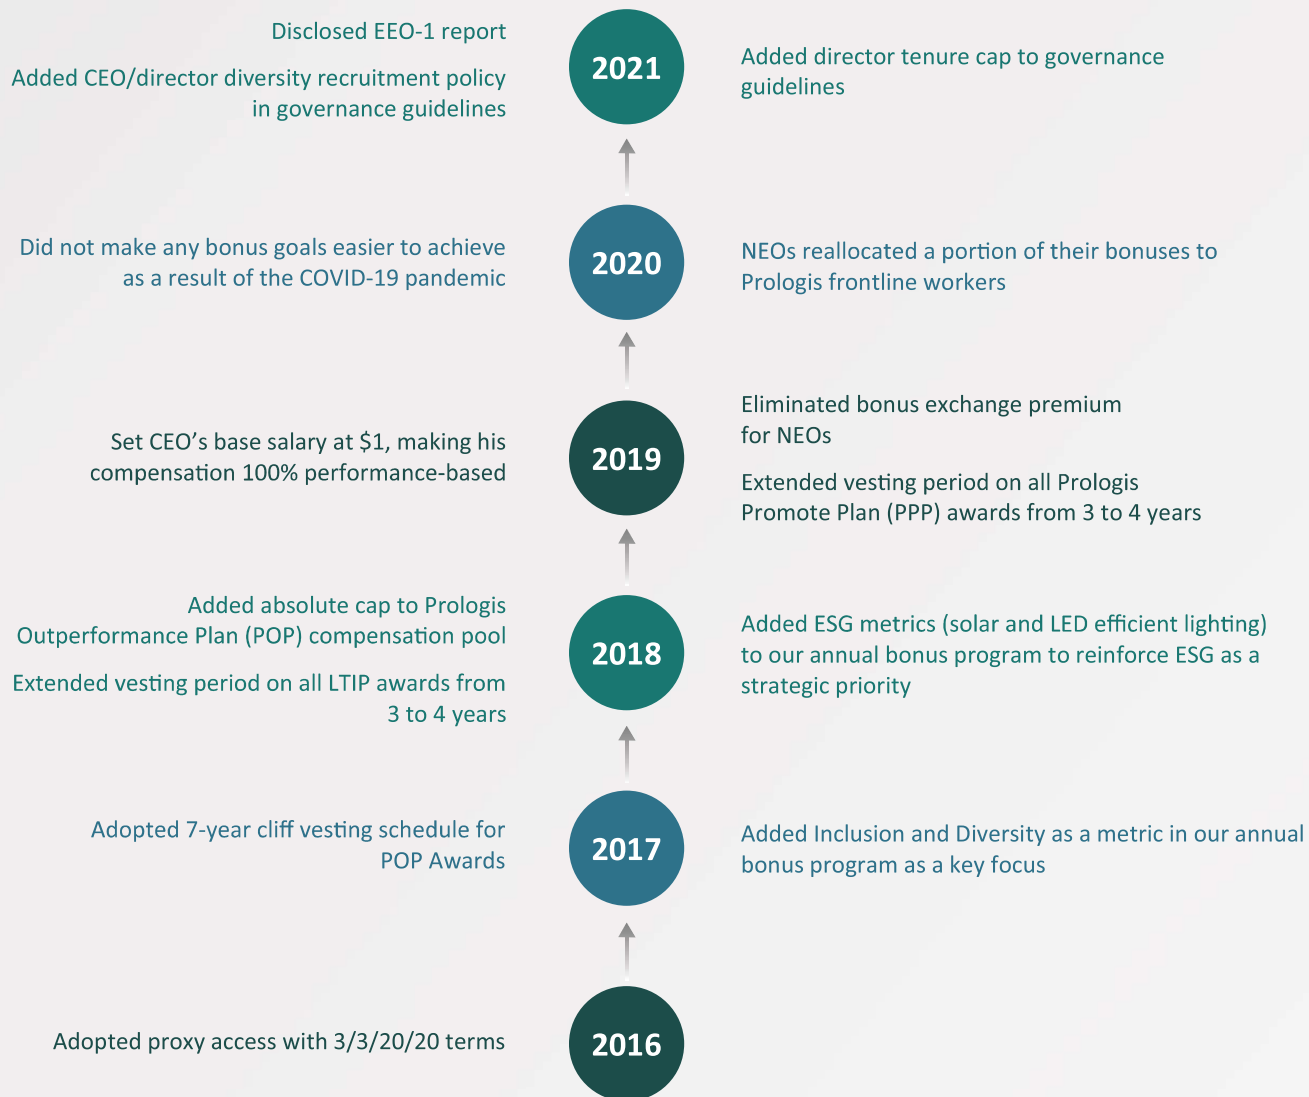 Disclosed EEO-1 report
Added CEO/director diversity recruitment policy
in governance guidelines
2021
Added director tenure cap to governance
guidelines
Did not make any bonus goals easier to achieve
as a result of the COVID-19 pandemic
2020
NEOs reallocated a portion of their bonuses to
Prologis frontline workers
Set CEO’s base salary at $1, making his
compensation 100% performance-based
2019
Eliminated bonus exchange premium
for NEOs
Extended vesting period on all Prologis
Promote Plan (PPP) awards from 3 to 4 years
Added absolute cap to Prologis
Outperformance Plan (POP) compensation pool
Extended vesting period on all LTIP awards from
3 to 4 years
2018
Added ESG metrics (solar and LED efficient lighting)
to our annual bonus program to reinforce ESG as a
strategic priority
Adopted 7-year cliff vesting schedule for
POP Awards
2017
Added Inclusion and Diversity as a metric in our annual
bonus program as a key focus
Adopted proxy access with 3/3/20/20 terms
2016